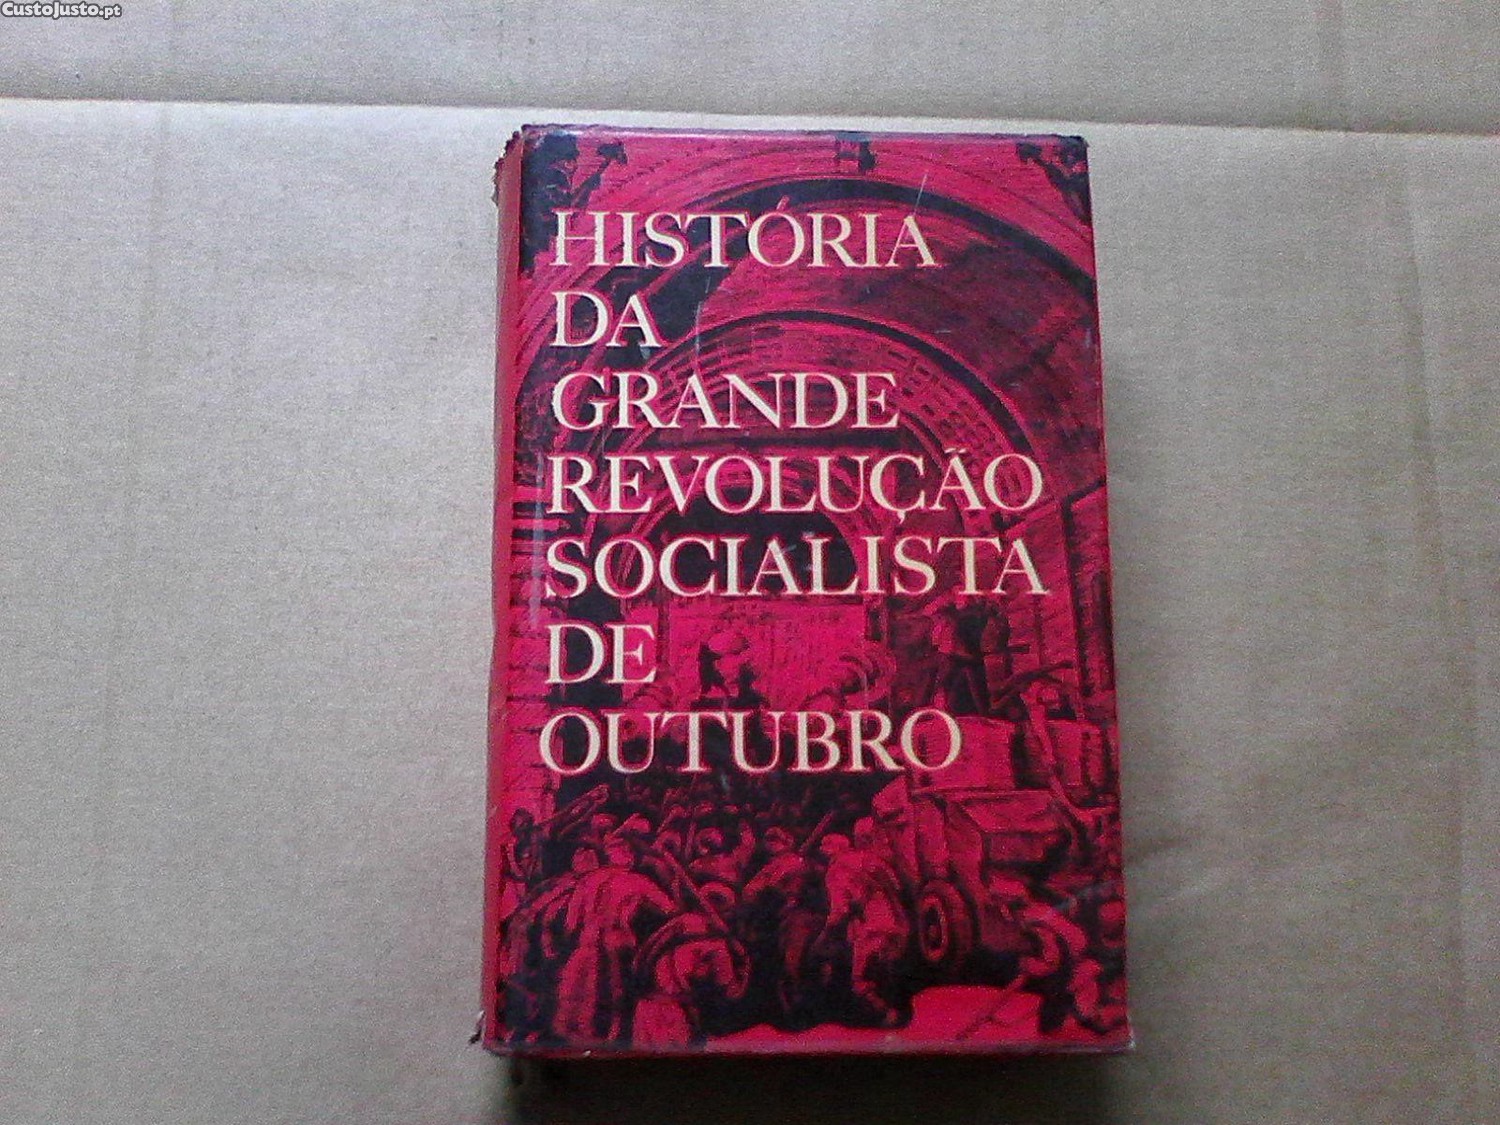 CustoJusto.pt
HISTÓRIA
DA
GRANDE
REVOLUÇÃO
SOCIALISTA
DE
OUTUBRO